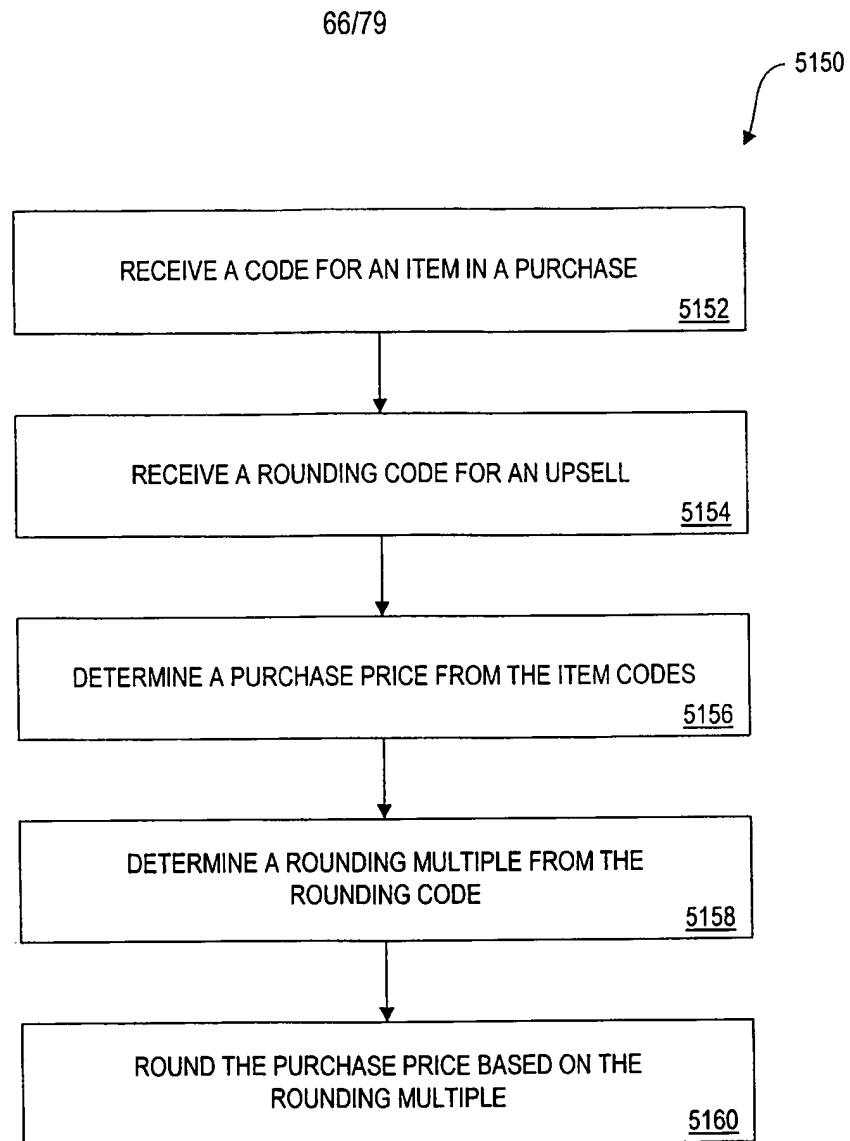 66/79
5150
RECEIVE A CODE FOR AN ITEM IN A PURCHASE
5152
RECEIVE A ROUNDING CODE FOR AN UPSELL
5154
DETERMINE A PURCHASE PRICE FROM THE ITEM CODES
5156
DETERMINE A ROUNDING MULTIPLE FROM THE
ROUNDING CODE
5158
ROUND THE PURCHASE PRICE BASED ON THE
ROUNDING MULTIPLE
5160